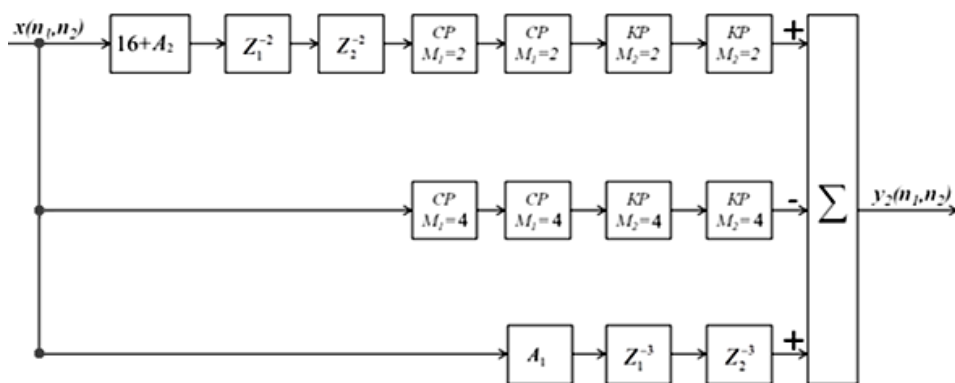 x(n₁,n₂)
16+A₂
Z₁⁻²
Z₂⁻²
CP
M₁=2
CP
M₁=2
KP
M₂=2
KP
M₂=2
+
CP
M₁=4
CP
M₁=4
KP
M₂=4
KP
M₂=4
-
Σ
y₂(n₁,n₂)
A₁
Z₁⁻³
Z₂⁻³
+